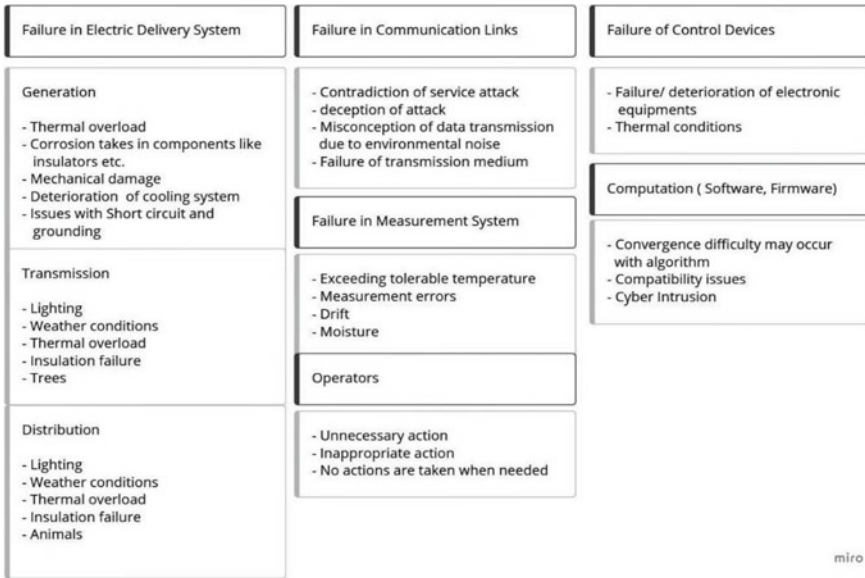 Failure in Electric Delivery System
Generation
- Thermal overload
- Corrosion takes in components like
insulators etc.
- Mechanical damage
- Deterioration of cooling system
- Issues with Short circuit and
grounding
Transmission
- Lighting
- Weather conditions
- Thermal overload
- Insulation failure
- Trees
Distribution
- Lighting
- Weather conditions
- Thermal overload
- Insulation failure
- Animals
Failure in Communication Links
- Contradiction of service attack
- deception of attack
- Misconception of data transmission
due to environmental noise
- Failure of transmission medium
Failure in Measurement System
- Exceeding tolerable temperature
- Measurement errors
- Drift
- Moisture
Operators
- Unnecessary action
- Inappropriate action
- No actions are taken when needed
Failure of Control Devices
- Failure/ deterioration of electronic
equipments
- Thermal conditions
Computation ( Software, Firmware)
- Convergence difficulty may occur
with algorithm
- Compatibility issues
- Cyber Intrusion
miro